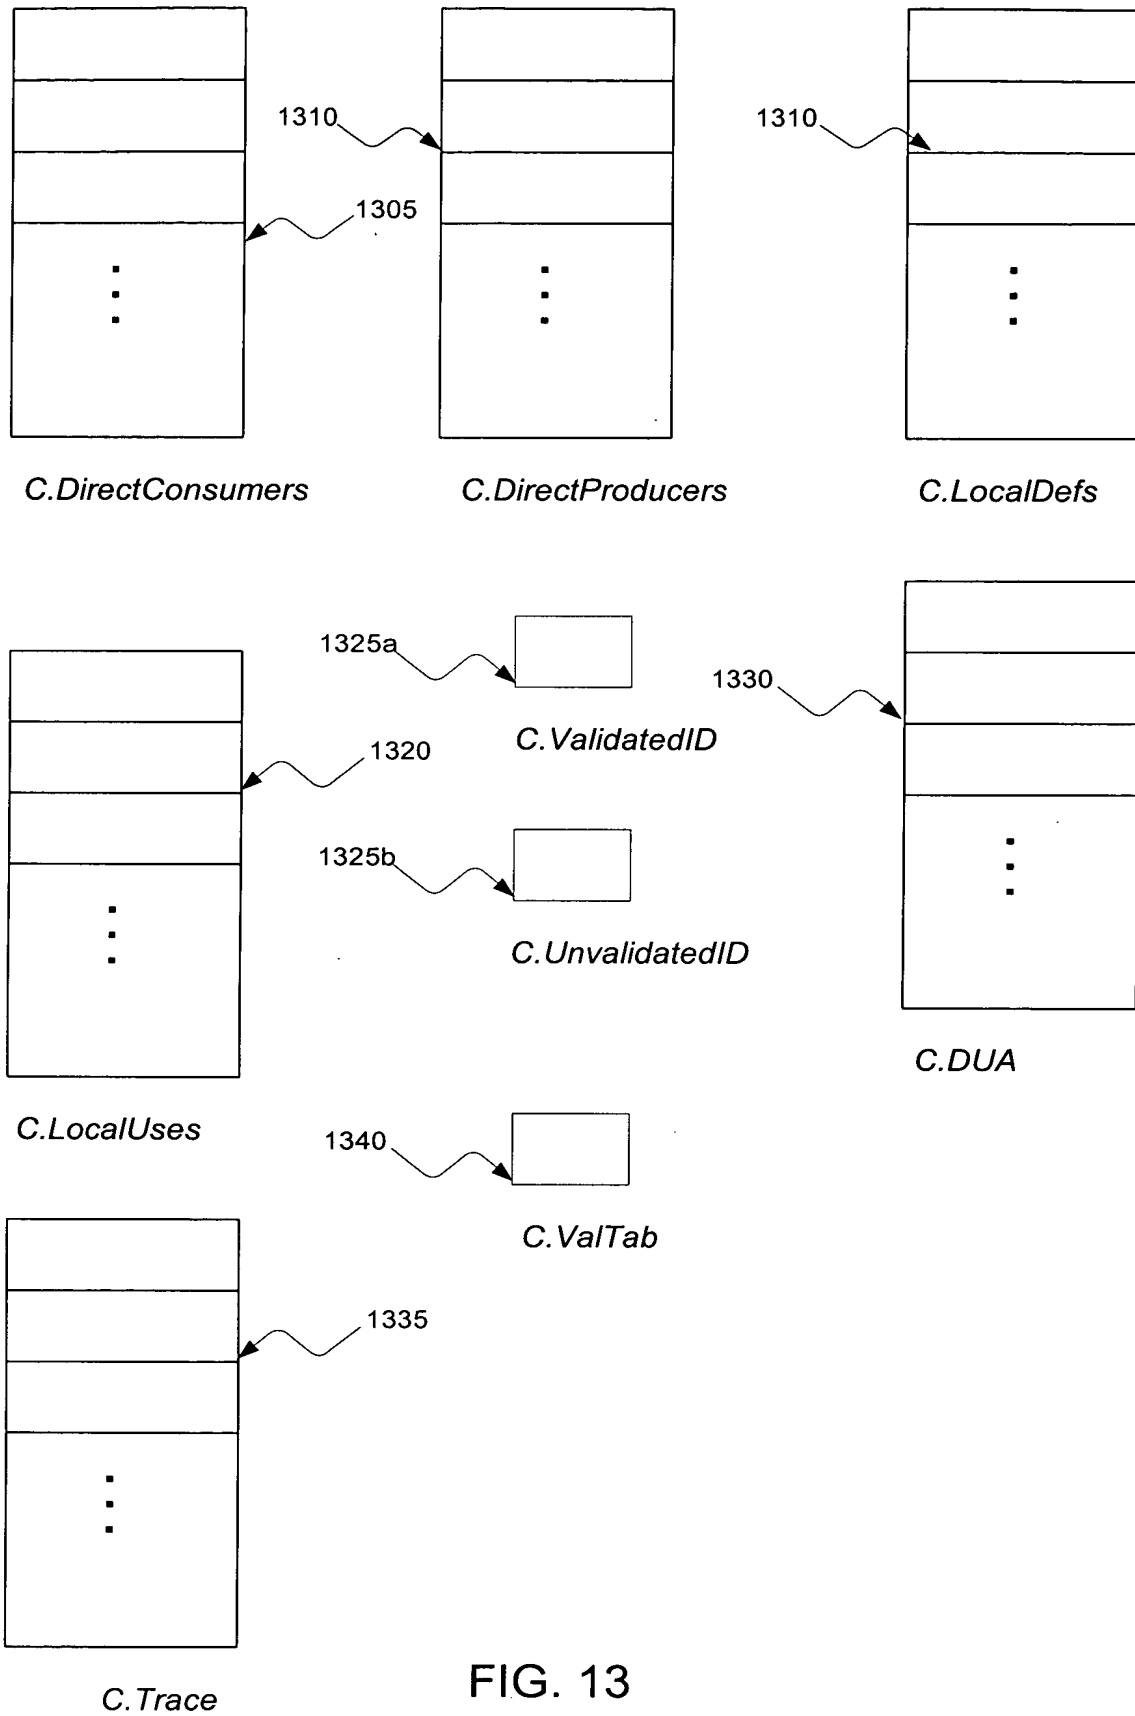 1310
1310
1305
C.DirectConsumers
C.DirectProducers
C.LocalDefs
1325a
1330
C.ValidatedID
1320
1325b
C.UnvalidatedID
C.DUA
C.LocalUses
1340
C.ValTab
1335
FIG. 13
C.Trace